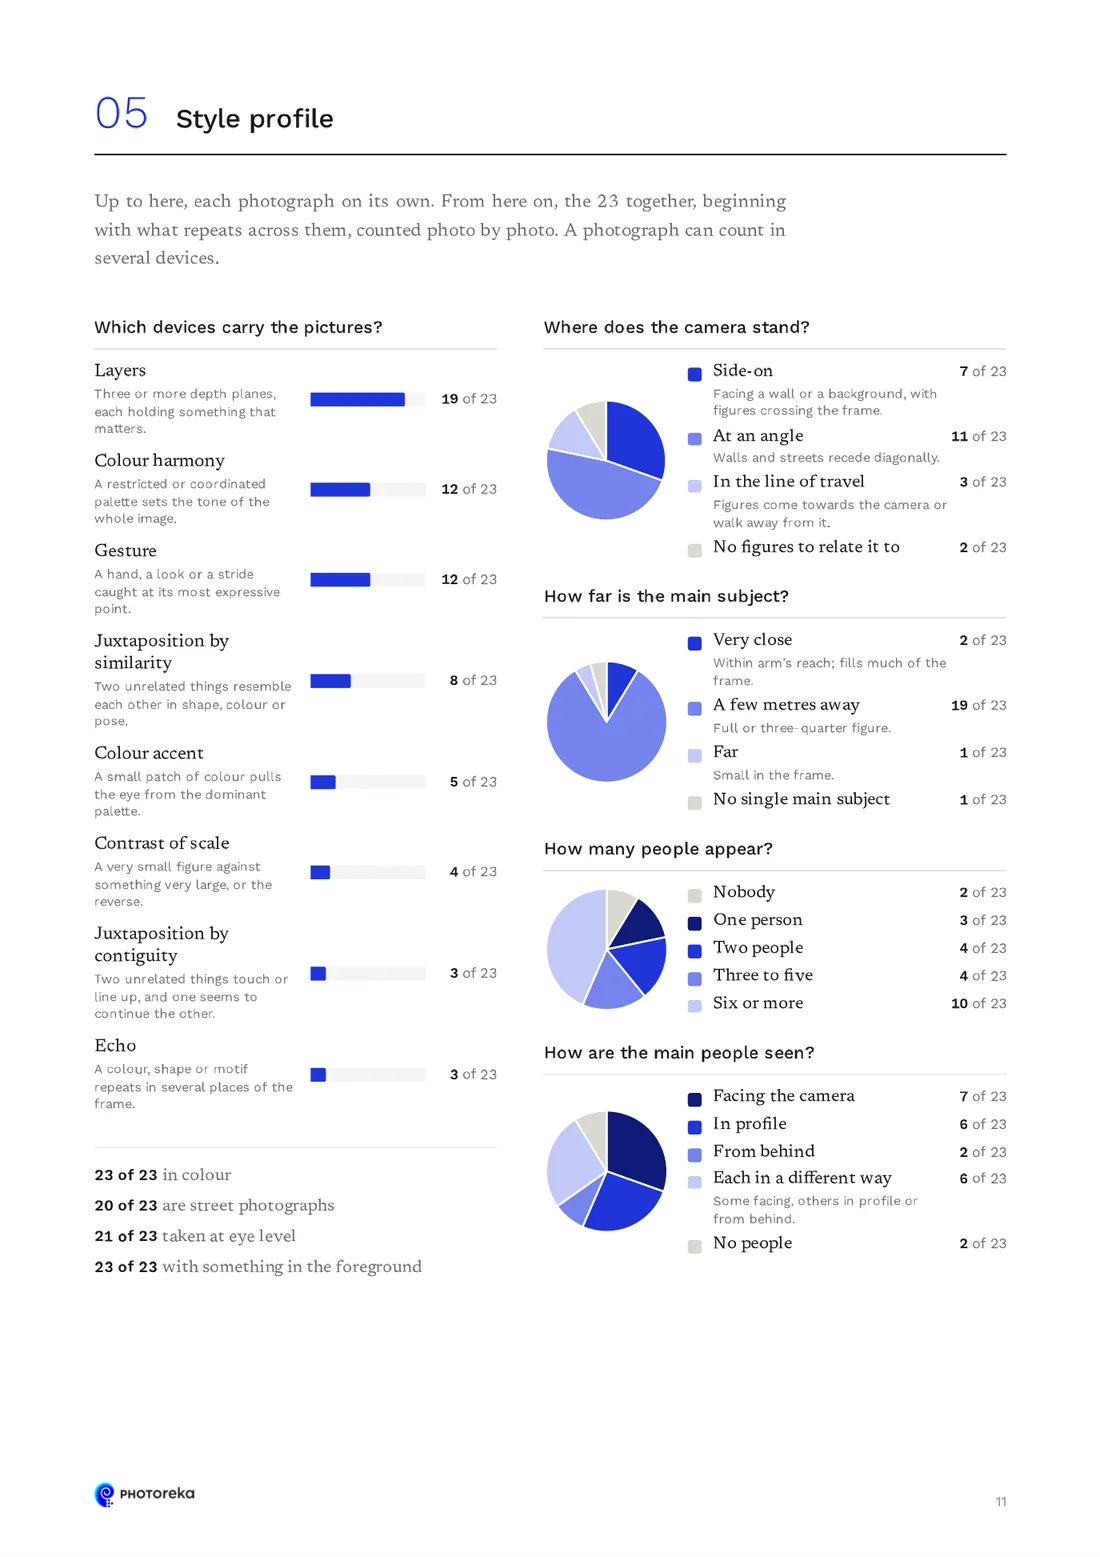 05 Style profile
Up to here, each photograph on its own. From here on, the 23 together, beginning
with what repeats across them, counted photo by photo. A photograph can count in
several devices.
Which devices carry the pictures?
Layers
Three or more depth planes,
each holding something that
matters.
19 of 23
Colour harmony
A restricted or coordinated
palette sets the tone of the
whole image.
12 of 23
Gesture
A hand, a look or a stride
caught at its most expressive
point.
12 of 23
Juxtaposition by
similarity
Two unrelated things resemble
each other in shape, colour or
pose.
8 of 23
Colour accent
A small patch of colour pulls
the eye from the dominant
palette.
5 of 23
Contrast of scale
A very small figure against
something very large, or the
reverse.
4 of 23
Juxtaposition by
contiguity
Two unrelated things touch or
line up, and one seems to
continue the other.
3 of 23
Echo
A colour, shape or motif
repeats in several places of the
frame.
3 of 23
23 of 23 in colour
20 of 23 are street photographs
21 of 23 taken at eye level
23 of 23 with something in the foreground
Where does the camera stand?
Side-on 7 of 23
Facing a wall or a background, with
figures crossing the frame.
At an angle 11 of 23
Walls and streets recede diagonally.
In the line of travel 3 of 23
Figures come towards the camera or
walk away from it.
No figures to relate it to 2 of 23
How far is the main subject?
Very close 2 of 23
Within arm's reach; fills much of the
frame.
A few metres away 19 of 23
Full or three-quarter figure.
Far 1 of 23
Small in the frame.
No single main subject 1 of 23
How many people appear?
Nobody 2 of 23
One person 3 of 23
Two people 4 of 23
Three to five 4 of 23
Six or more 10 of 23
How are the main people seen?
Facing the camera 7 of 23
In profile 6 of 23
From behind 2 of 23
Each in a different way 6 of 23
Some facing, others in profile or
from behind.
No people 2 of 23
PHOTOreka
11